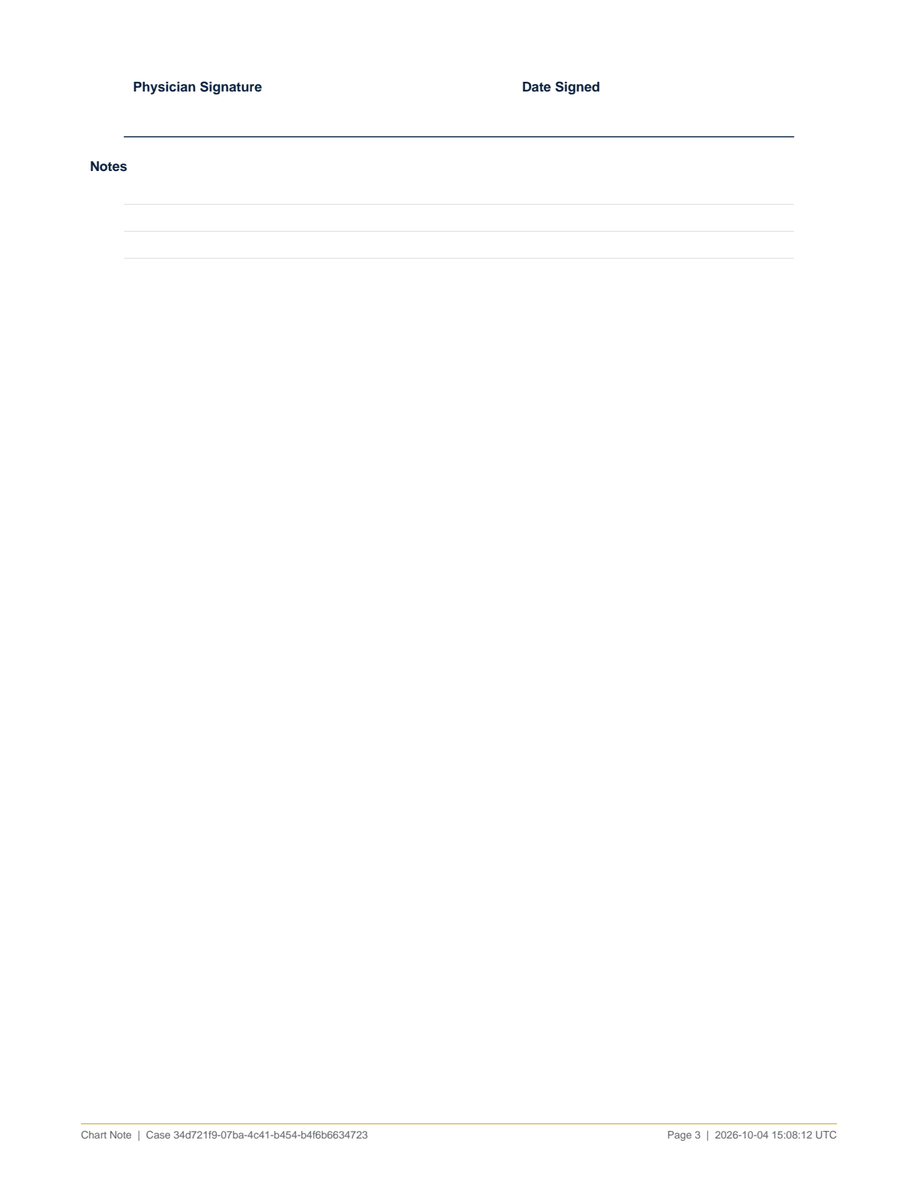 Physician Signature Date Signed
Notes
Chart Note | Case 34d721f9-07ba-4c41-b454-b4f6b6634723 Page 3 | 2026-10-04 15:08:12 UTC